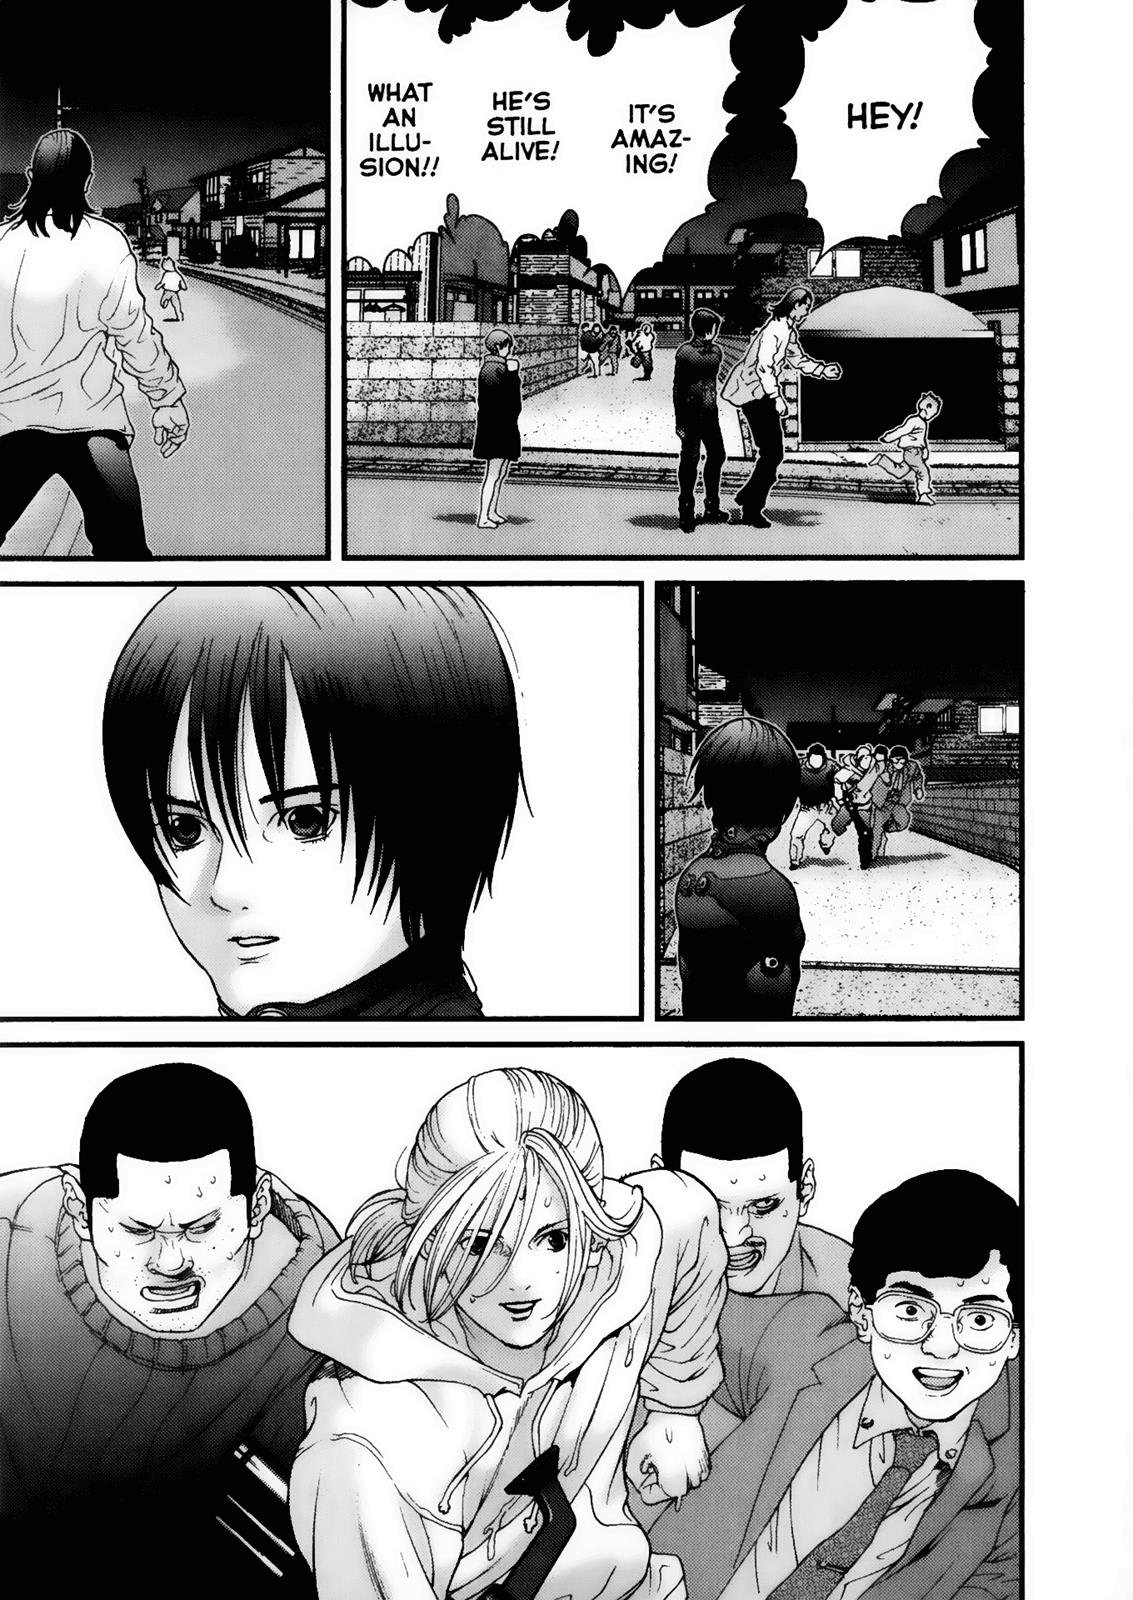 HEY!
IT'S
AMAZ-
ING!
HE'S
STILL
ALIVE!
WHAT
AN
ILLU-
SION!!